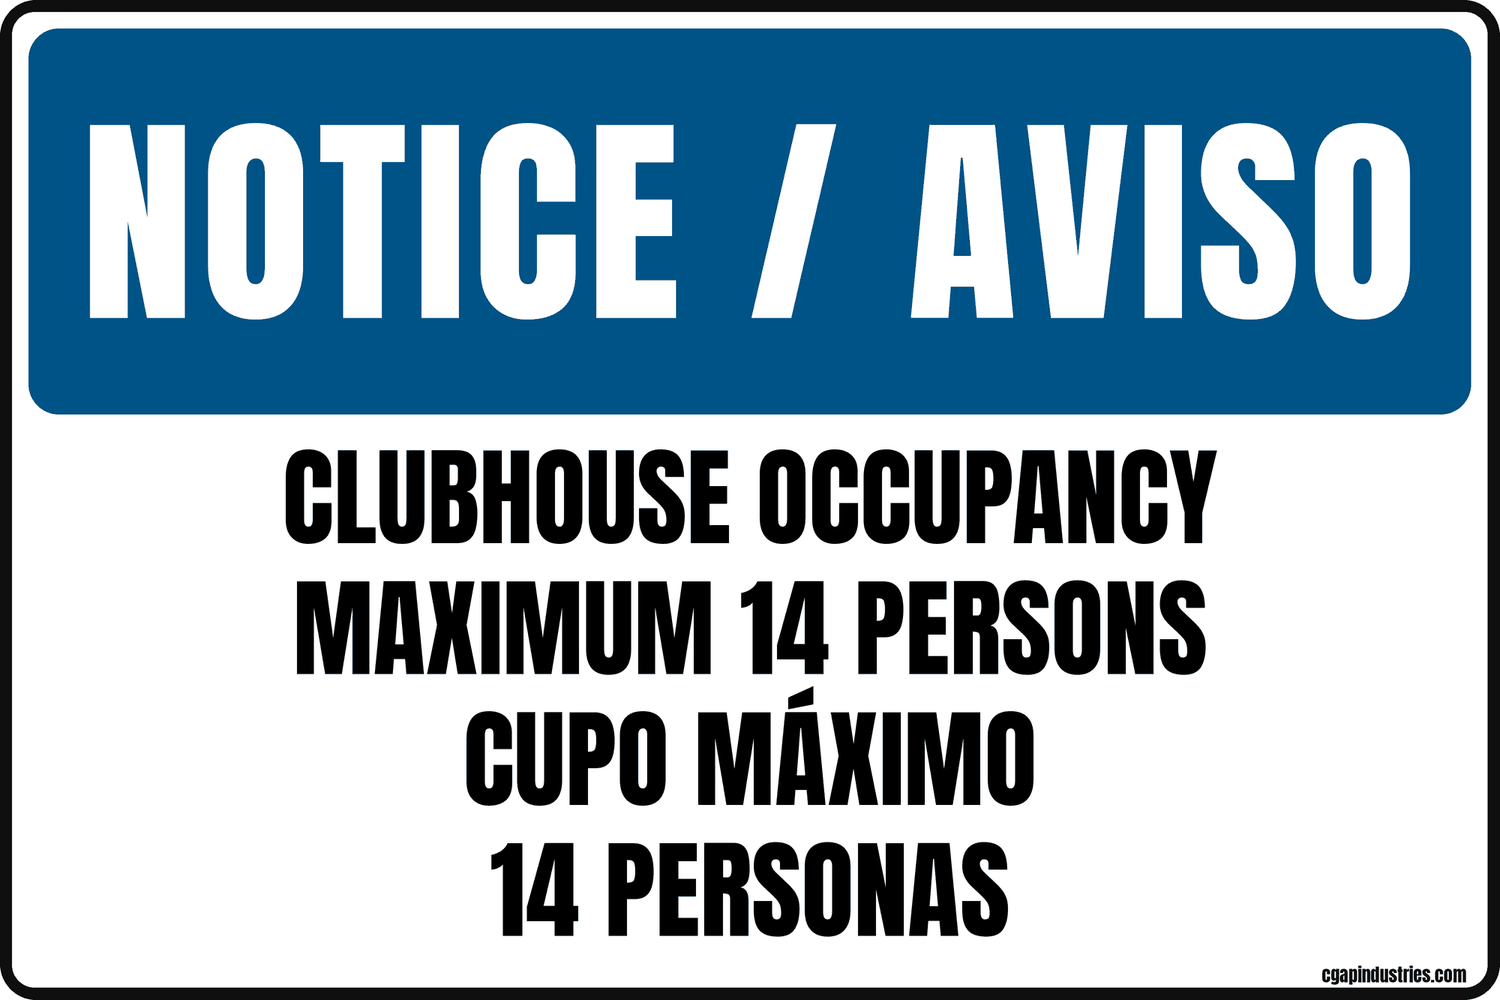 NOTICE / AVISO
CLUBHOUSE OCCUPANCY
MAXIMUM 14 PERSONS
CUPO MÁXIMO
14 PERSONAS
cgapindustries.com